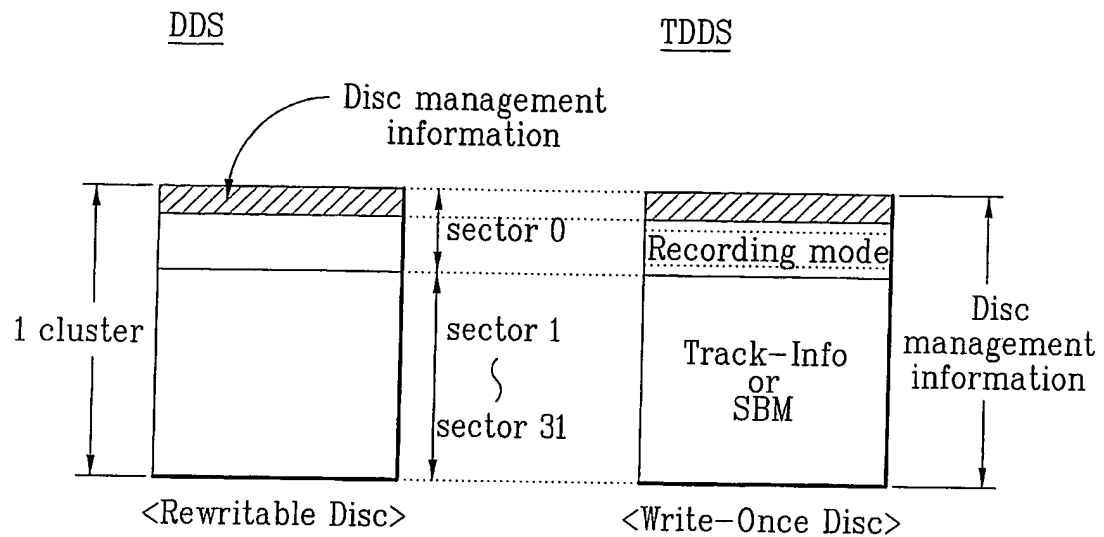 DDS
TDDS
Disc management
information
sector 0
Recording mode
1 cluster
sector 1
sector 31
Track-Info
or
SBM
Disc
management
information
<Rewritable Disc>
<Write-Once Disc>